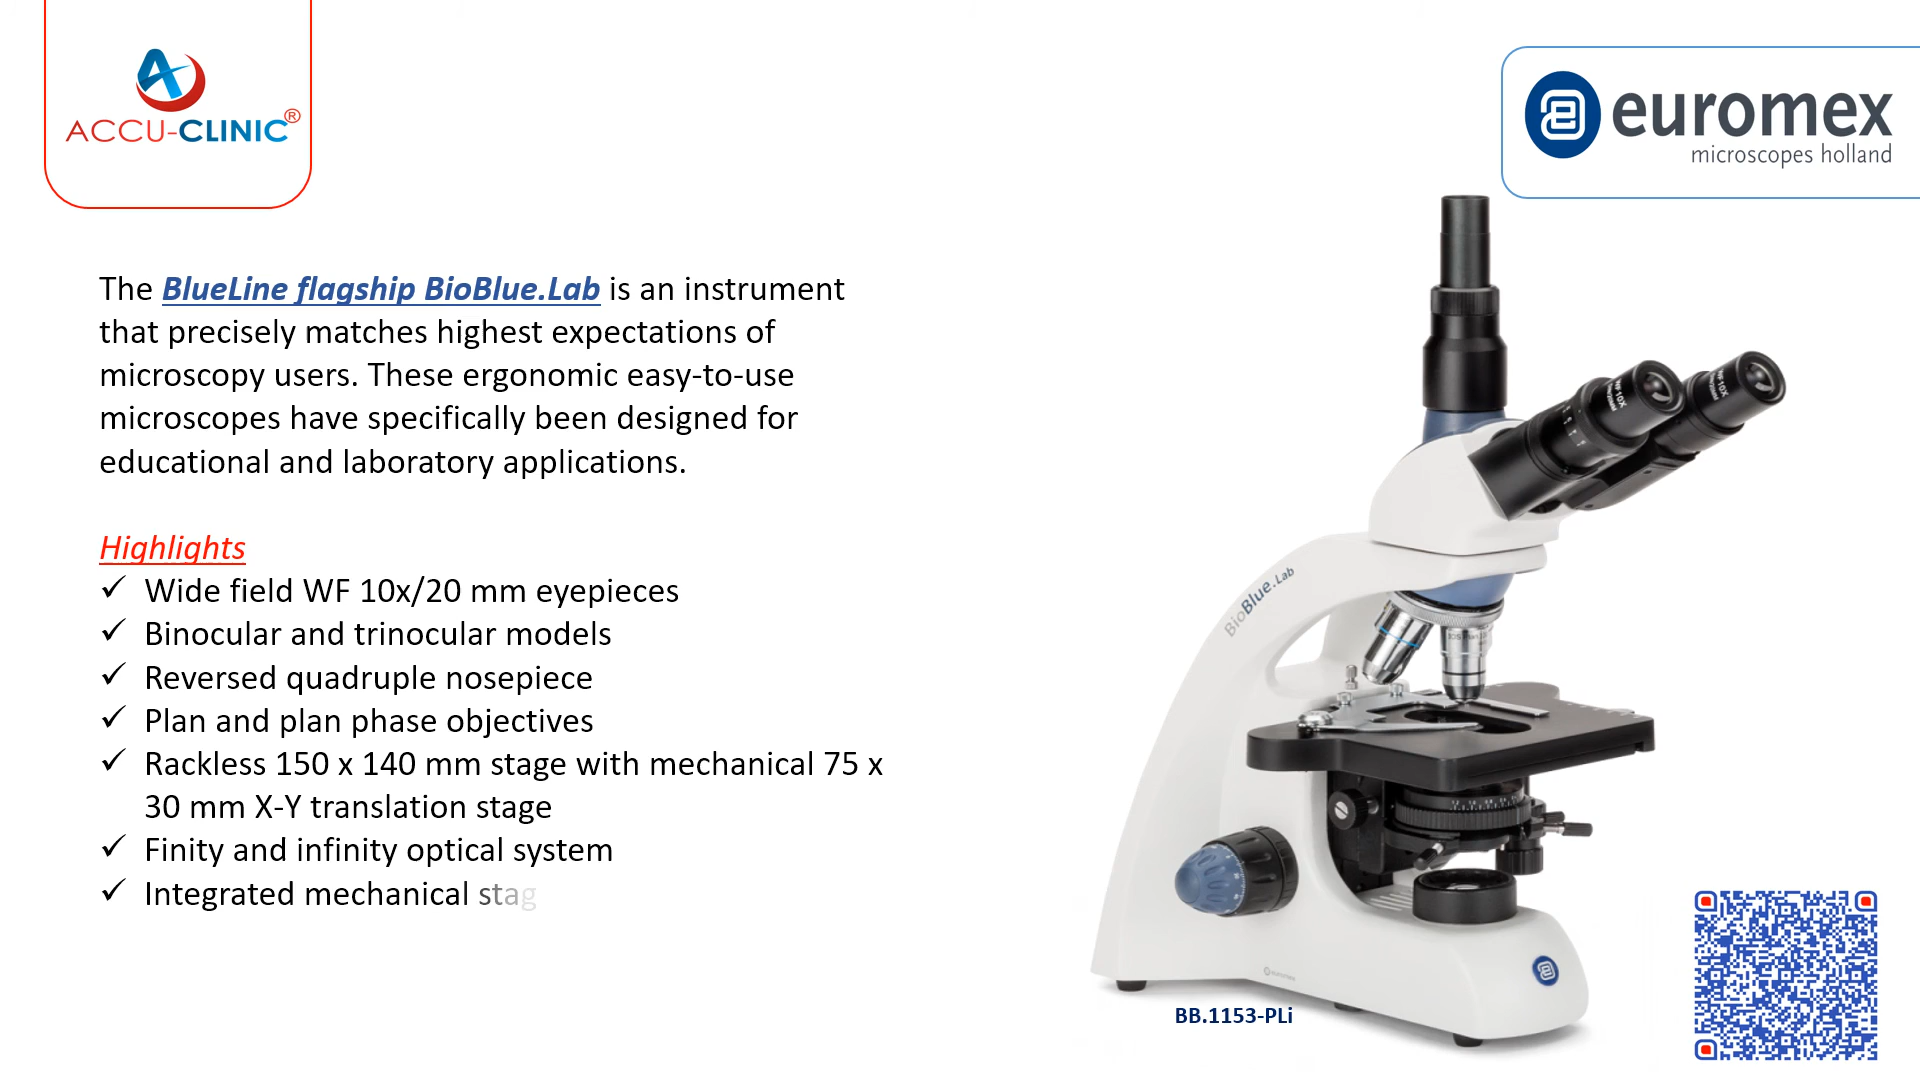 ACCU-CLINIC®
euromex
microscopes holland
The BlueLine flagship BioBlue.Lab is an instrument
that precisely matches highest expectations of
microscopy users. These ergonomic easy-to-use
microscopes have specifically been designed for
educational and laboratory applications.
Highlights
✓ Wide field WF 10x/20 mm eyepieces
✓ Binocular and trinocular models
✓ Reversed quadruple nosepiece
✓ Plan and plan phase objectives
✓ Rackless 150 x 140 mm stage with mechanical 75 x
30 mm X-Y translation stage
✓ Finity and infinity optical system
✓ Integrated mechanical stag
WF10X
WF10X
BioBlue.Lab
euromex
BB.1153-PLi